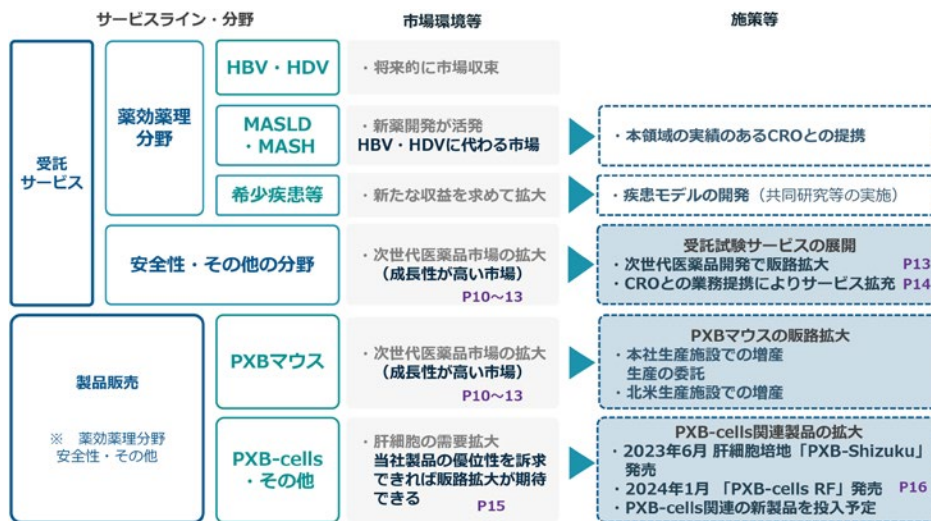 サービスライン・分野
市場環境等
施策等
受託
サービス
薬効薬理
分野
HBV・HDV
・将来的に市場収束
MASLD
・MASH
・新薬開発が活発
HBV・HDVに代わる市場
・本領域の実績のあるCROとの提携
希少疾患等
・新たな収益を求めて拡大
・疾患モデルの開発（共同研究等の実施）
安全性・その他の分野
・次世代医薬品市場の拡大
（成長性が高い市場）
P10～13
受託試験サービスの展開
・次世代医薬品開発で販路拡大 P13
・CROとの業務提携によりサービス拡充 P14
製品販売
※ 薬効薬理分野
安全性・その他
PXBマウス
・次世代医薬品市場の拡大
（成長性が高い市場）
P10～13
PXBマウスの販路拡大
・本社生産施設での増産
生産の委託
・北米生産施設での増産
PXB-cells
・その他
・肝細胞の需要拡大
当社製品の優位性を訴求
できれば販路拡大が期待
できる
P15
PXB-cells関連製品の拡大
・2023年6月 肝細胞培地「PXB-Shizuku」
発売
・2024年1月 「PXB-cells RF」発売 P16
・PXB-cells関連の新製品を投入予定